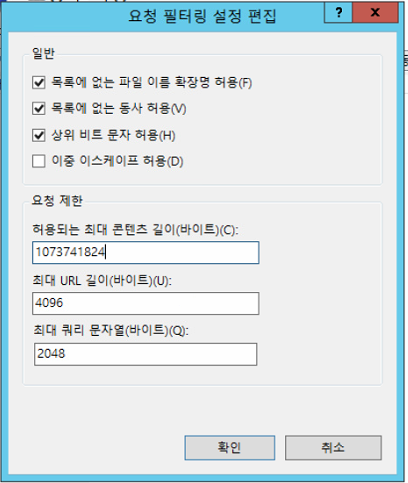 요청 필터링 설정 편집
?
x
일반
목록에 없는 파일 이름 확장명 허용(F)
목록에 없는 동사 허용(V)
상위 비트 문자 허용(H)
이중 이스케이프 허용(D)
요청 제한
허용되는 최대 콘텐츠 길이(바이트)(C):
1073741824
최대 URL 길이(바이트)(U):
4096
최대 쿼리 문자열(바이트)(Q):
2048
확인
취소